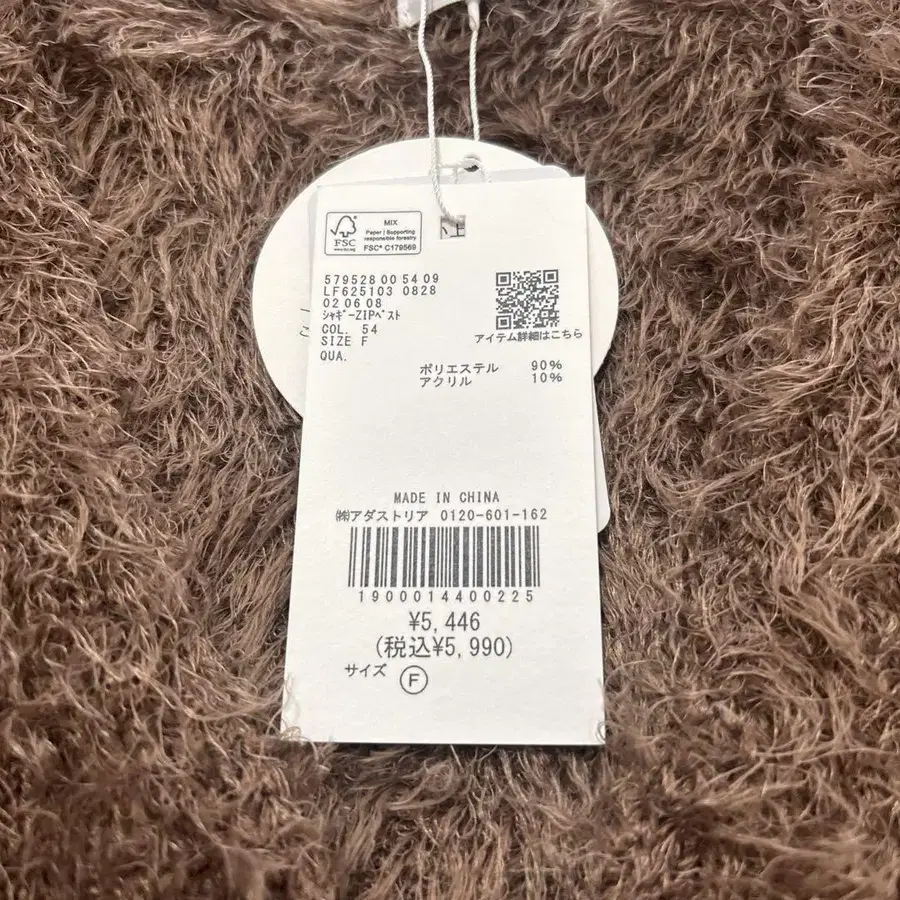 MIX
Paper | Supporting
responsible forestry
FSC
www.fsc.org
FSC® C179569
579528 00 54 09
LF625103 0828
02 06 08
ｼｬｷﾞｰZIPﾍﾞｽﾄ
COL. 54
SIZE F
QUA.
アイテム詳細はこちら
ポリエステル 90%
アクリル 10%
MADE IN CHINA
㈱アダストリア 0120-601-162
1900014400225
¥5,446
(税込¥5,990)
サイズ F